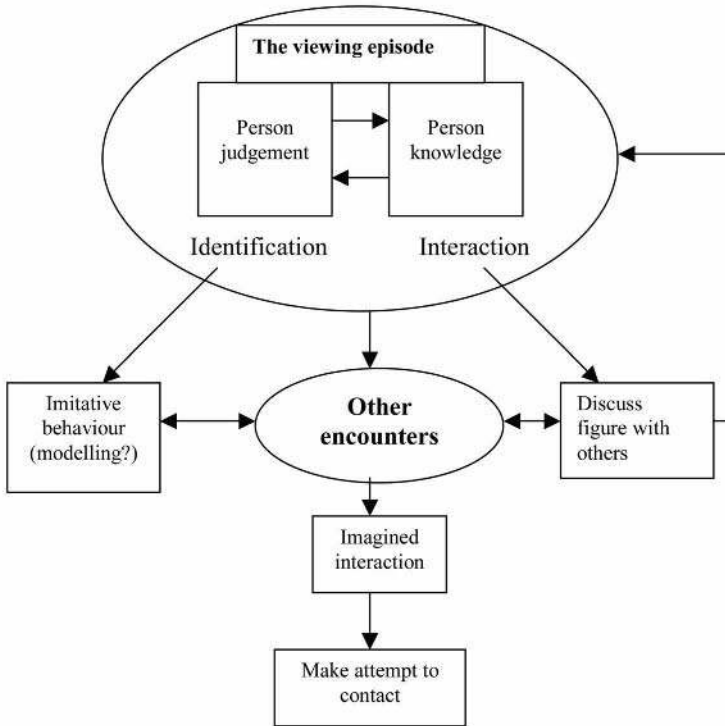 The viewing episode
Person
judgement
Person
knowledge
Identification
Interaction
Imitative
behaviour
(modelling?)
Other
encounters
Discuss
figure with
others
Imagined
interaction
Make attempt to
contact